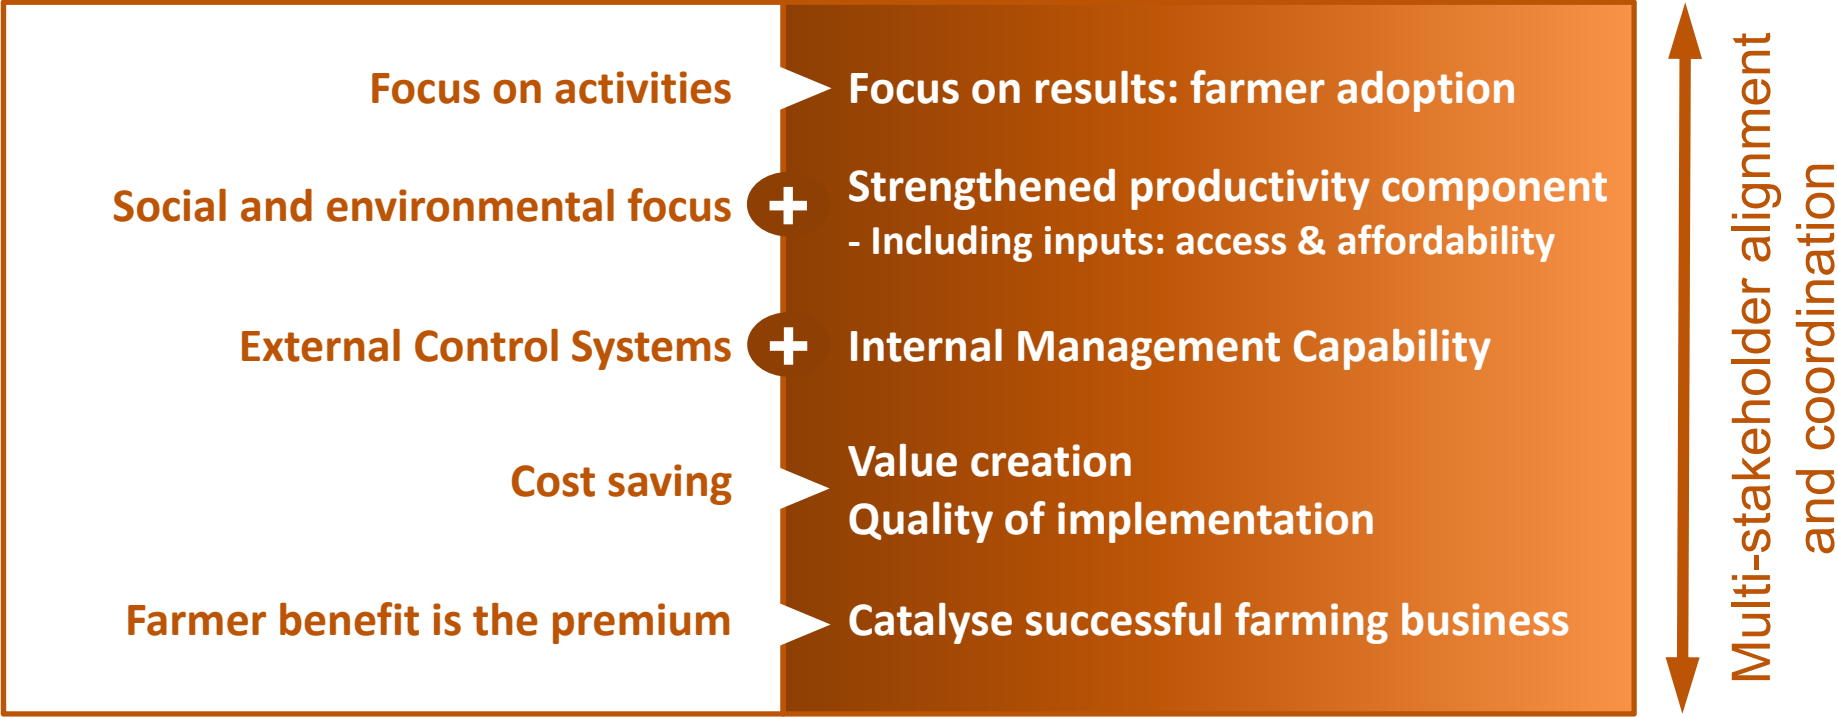 Focus on activities
Focus on results: farmer adoption
Social and environmental focus
+
Strengthened productivity component
- Including inputs: access & affordability
External Control Systems
+
Internal Management Capability
Cost saving
Value creation
Quality of implementation
Farmer benefit is the premium
Catalyse successful farming business
Multi-stakeholder alignment
and coordination